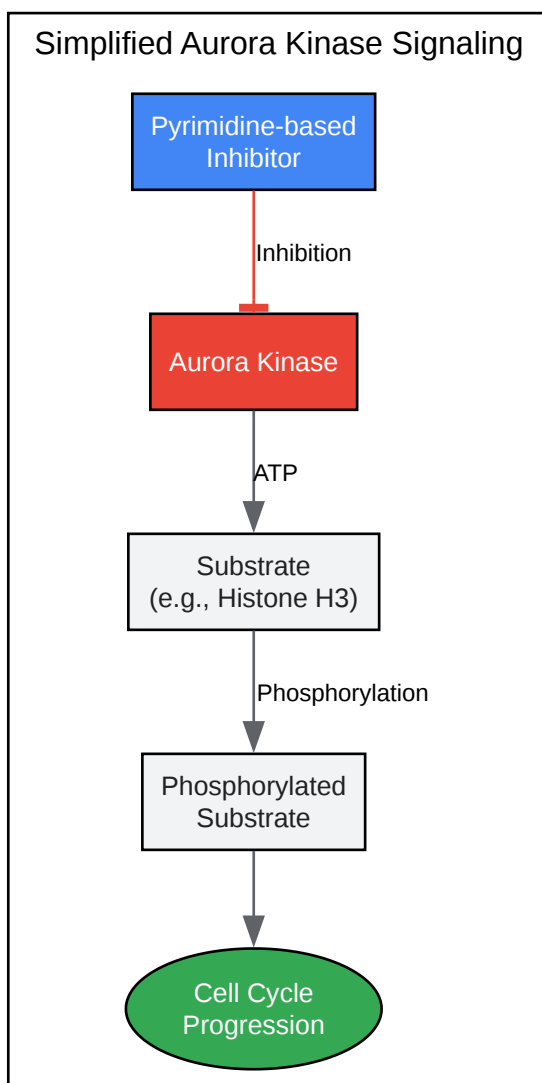 Simplified Aurora Kinase Signaling
Pyrimidine-based
Inhibitor
Inhibition
Aurora Kinase
ATP
Substrate
(e.g., Histone H3)
Phosphorylation
Phosphorylated
Substrate
Cell Cycle
Progression